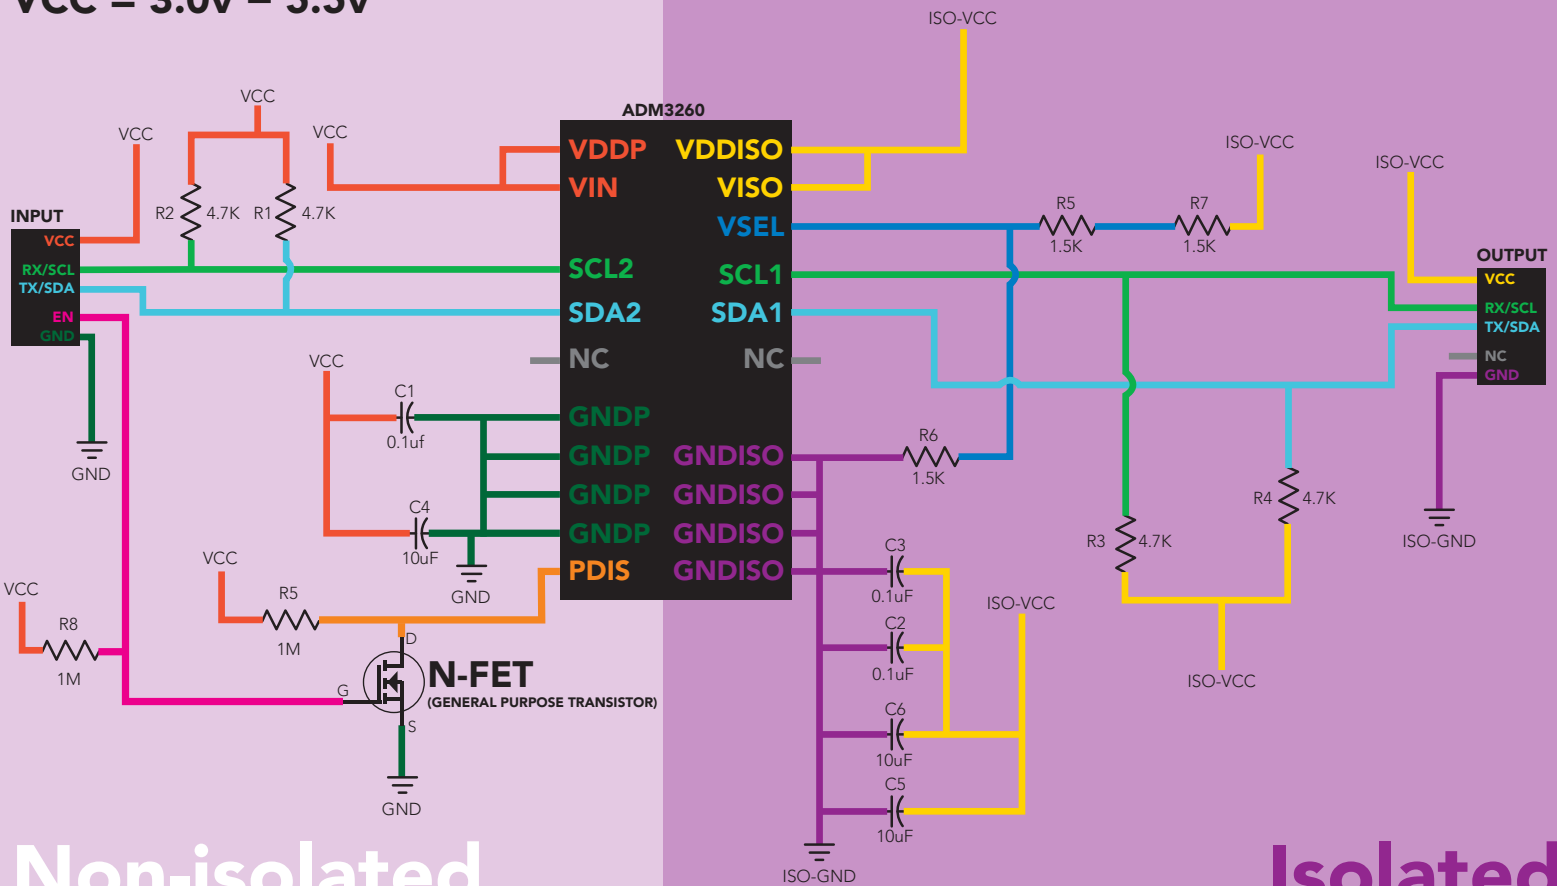 VCC = 3.0v – 5.5v
ISO-VCC
VCC
ADM3260
VCC
VCC
ISO-VCC
ISO-VCC
VDDP
VDDISO
VIN
VISO
INPUT
R2
4.7K
R1
4.7K
R5
1.5K
R7
1.5K
VSEL
VCC
RX/SCL
TX/SDA
EN
GND
SCL2
SCL1
SDA2
SDA1
NC
NC
OUTPUT
VCC
RX/SCL
TX/SDA
NC
GND
VCC
C1
0.1uf
GNDP
GNDP
GNDISO
GNDP
GNDISO
GNDP
GNDISO
PDIS
GNDISO
GND
R6
1.5K
C4
10uF
GND
R4
4.7K
R3
4.7K
ISO-GND
C3
0.1uF
VCC
R5
1M
VCC
R8
1M
D
G
S
N-FET
(GENERAL PURPOSE TRANSISTOR)
GND
C2
0.1uF
ISO-VCC
ISO-VCC
C6
10uF
C5
10uF
ISO-GND
Non-isolated
Isolated